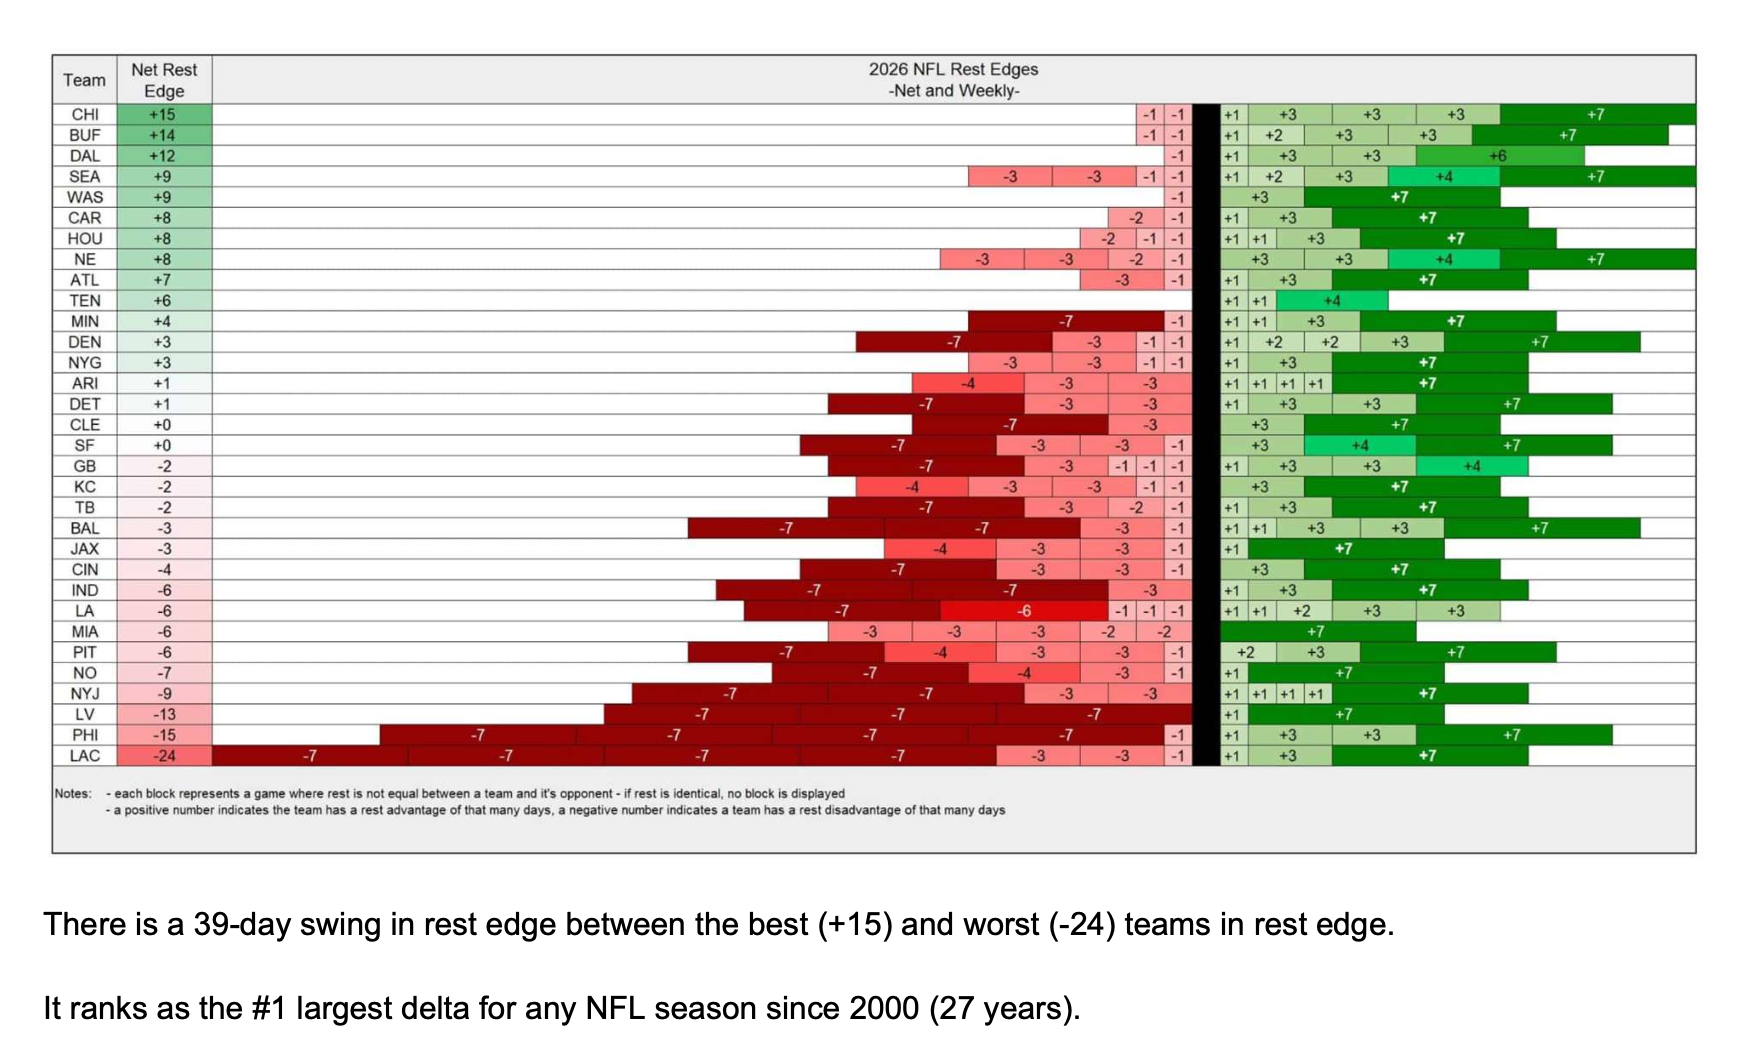 Team Net Rest Edge 2026 NFL Rest Edges
-Net and Weekly-
CHI +15 -1 -1 +1 +3 +3 +3 +7
BUF +14 -1 -1 +1 +2 +3 +3 +7
DAL +12 -1 +1 +3 +3 +6
SEA +9 -3 -3 -1 -1 +1 +2 +3 +4 +7
WAS +9 -1 +3 +7
CAR +8 -2 -1 +1 +3 +7
HOU +8 -2 -1 -1 +1 +1 +3 +7
NE +8 -3 -3 -2 -1 +3 +3 +4 +7
ATL +7 -3 -1 +1 +3 +7
TEN +6 +1 +1 +4
MIN +4 -7 -1 +1 +1 +3 +7
DEN +3 -7 -3 -1 -1 +1 +2 +2 +3 +7
NYG +3 -3 -3 -1 -1 +1 +3 +7
ARI +1 -4 -3 -3 +1 +1 +1 +1 +7
DET +1 -7 -3 -3 +1 +3 +3 +7
CLE +0 -7 -3 +3 +7
SF +0 -7 -3 -3 -1 +3 +4 +7
GB -2 -7 -3 -1 -1 -1 +1 +3 +3 +4
KC -2 -4 -3 -3 -1 -1 +3 +7
TB -2 -7 -3 -2 -1 +1 +3 +7
BAL -3 -7 -7 -3 -1 +1 +1 +3 +3 +7
JAX -3 -4 -3 -3 -1 +1 +7
CIN -4 -7 -3 -3 -1 +3 +7
IND -6 -7 -7 -3 +1 +3 +7
LA -6 -7 -6 -1 -1 -1 +1 +1 +2 +3 +3
MIA -6 -3 -3 -3 -2 -2 +7
PIT -6 -7 -4 -3 -3 -1 +2 +3 +7
NO -7 -7 -4 -3 -1 +1 +7
NYJ -9 -7 -7 -3 -3 +1 +1 +1 +1 +7
LV -13 -7 -7 -7 +1 +7
PHI -15 -7 -7 -7 -7 -1 +1 +3 +3 +7
LAC -24 -7 -7 -7 -7 -3 -3 -1 +1 +3 +7
Notes: - each block represents a game where rest is not equal between a team and it's opponent - if rest is identical, no block is displayed
- a positive number indicates the team has a rest advantage of that many days, a negative number indicates a team has a rest disadvantage of that many days
There is a 39-day swing in rest edge between the best (+15) and worst (-24) teams in rest edge.
It ranks as the #1 largest delta for any NFL season since 2000 (27 years).